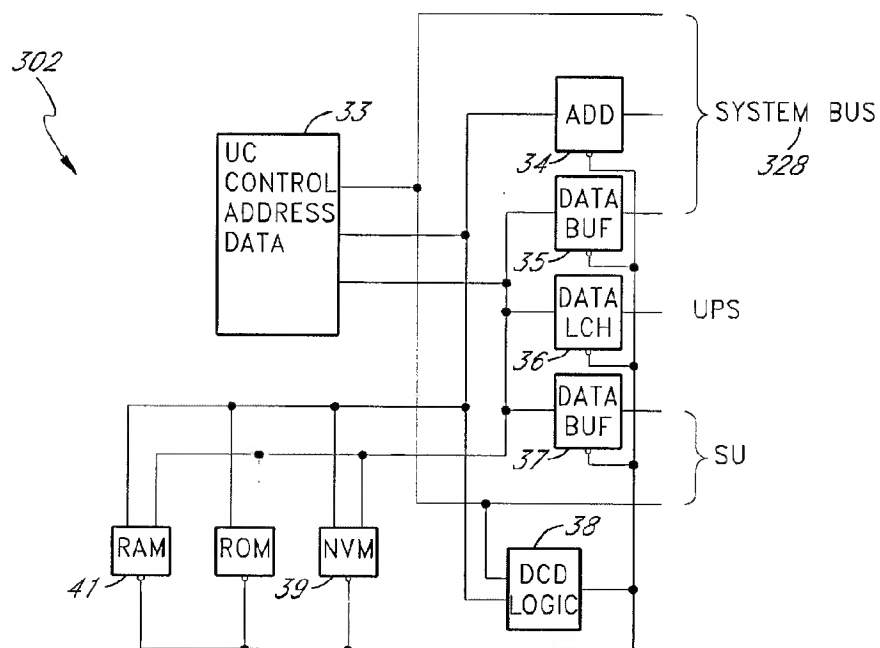 302
33
UC
CONTROL
ADDRESS
DATA
ADD
34
SYSTEM BUS
328
DATA
BUF
35
DATA
LCH
36
UPS
DATA
BUF
37
SU
RAM
41
ROM
NVM
39
38
DCD
LOGIC